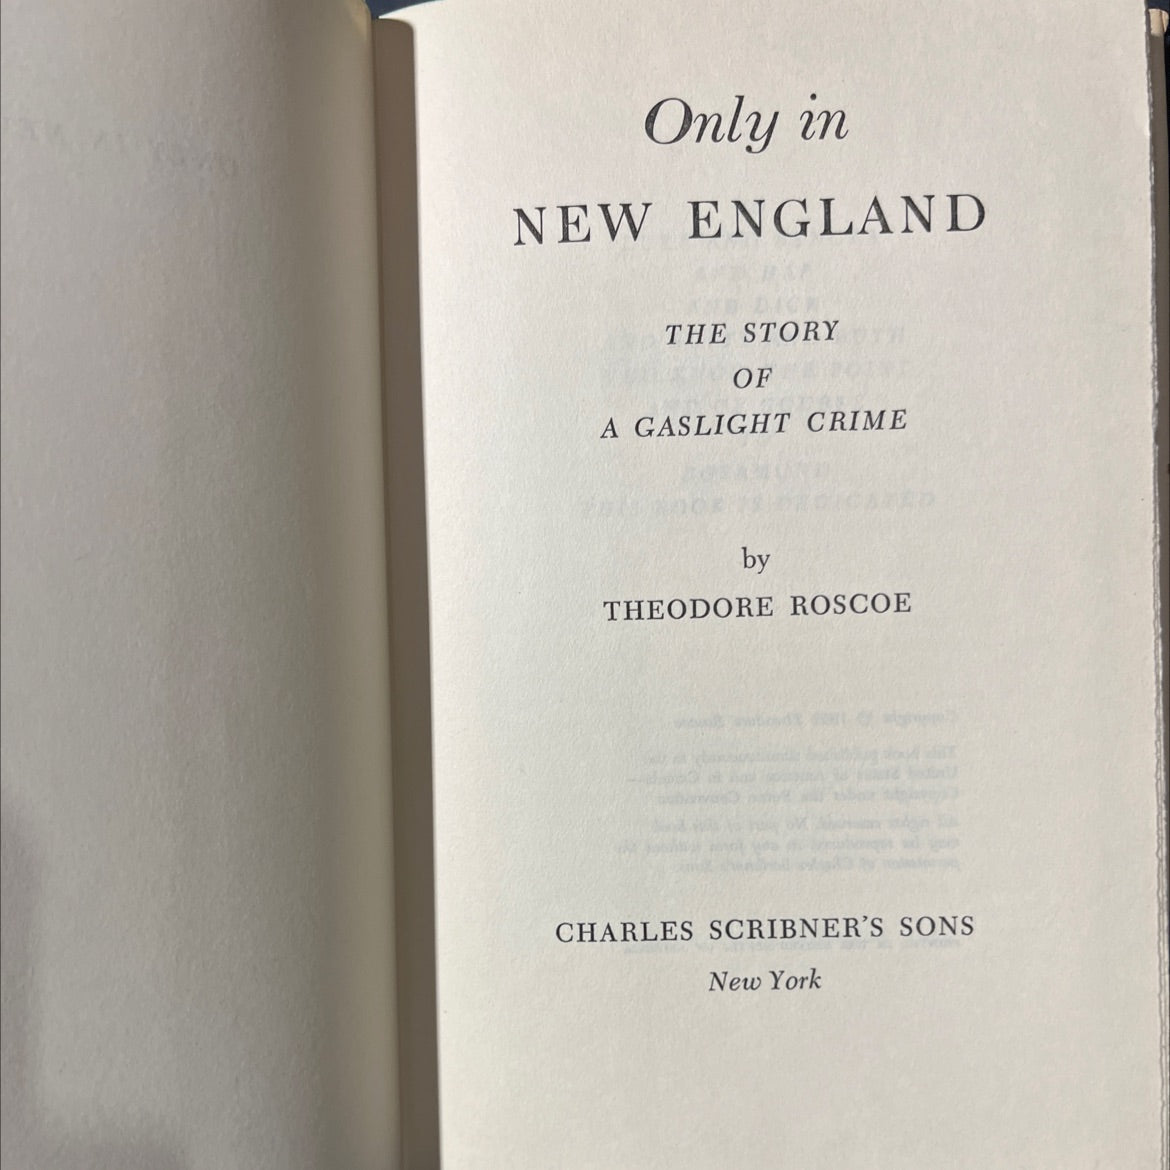 Only in
NEW ENGLAND
THE STORY
OF
A GASLIGHT CRIME
by
THEODORE ROSCOE
CHARLES SCRIBNER'S SONS
New York